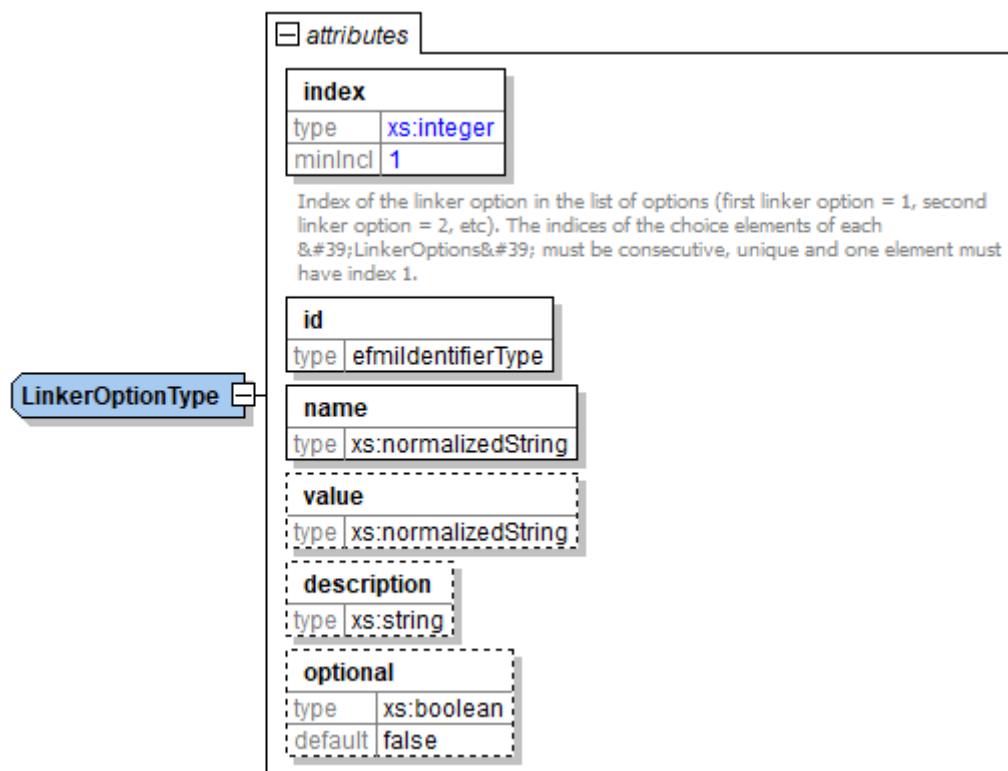 attributes
index
type xs:integer
minIncl 1
Index of the linker option in the list of options (first linker option = 1, second
linker option = 2, etc). The indices of the choice elements of each
&#39;LinkerOptions&#39; must be consecutive, unique and one element must
have index 1.
id
type efmiIdentifierType
LinkerOptionType
name
type xs:normalizedString
value
type xs:normalizedString
description
type xs:string
optional
type xs:boolean
default false